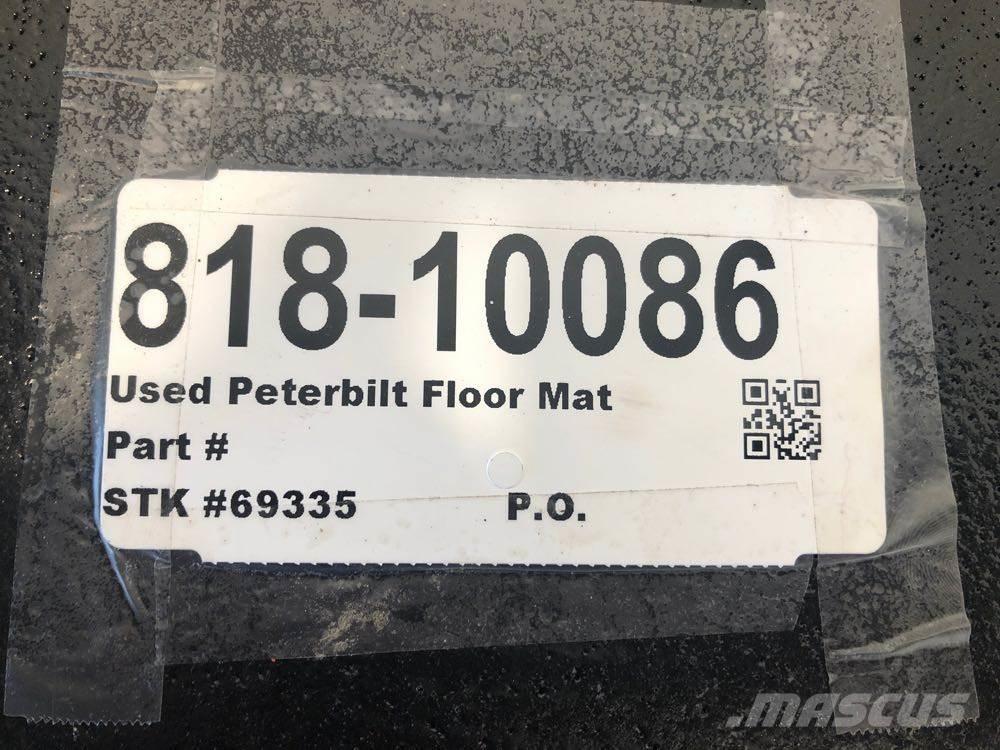 818-10086
Used Peterbilt Floor Mat
Part #
STK #69335 P.O.
MASCUS